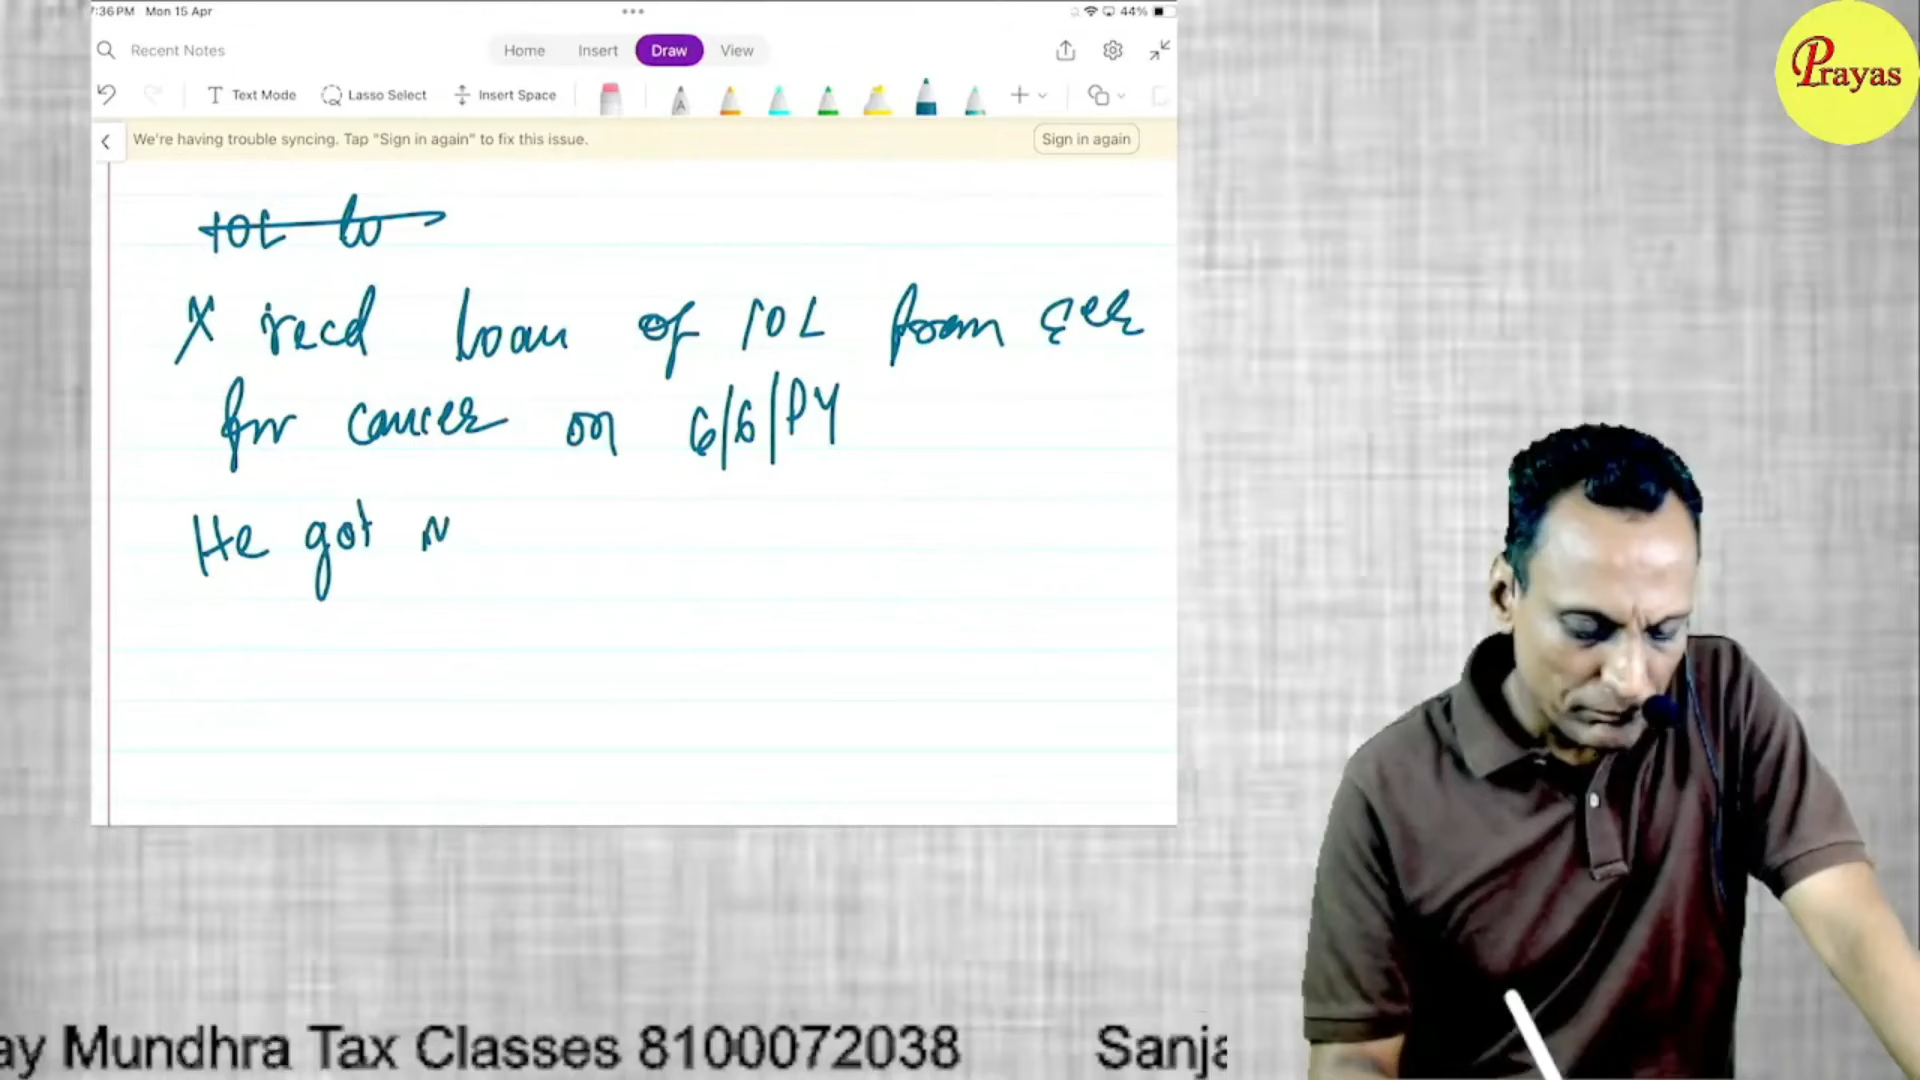 7:36 PM Mon 15 Apr
44%
Recent Notes
Home Insert Draw View
Text Mode Lasso Select Insert Space
We're having trouble syncing. Tap "Sign in again" to fix this issue.
Sign in again
Prayas
10L to
X recd loan of 10L from
for cancer on 6/6/PY
He got
ay Mundhra Tax Classes 8100072038 Sanja